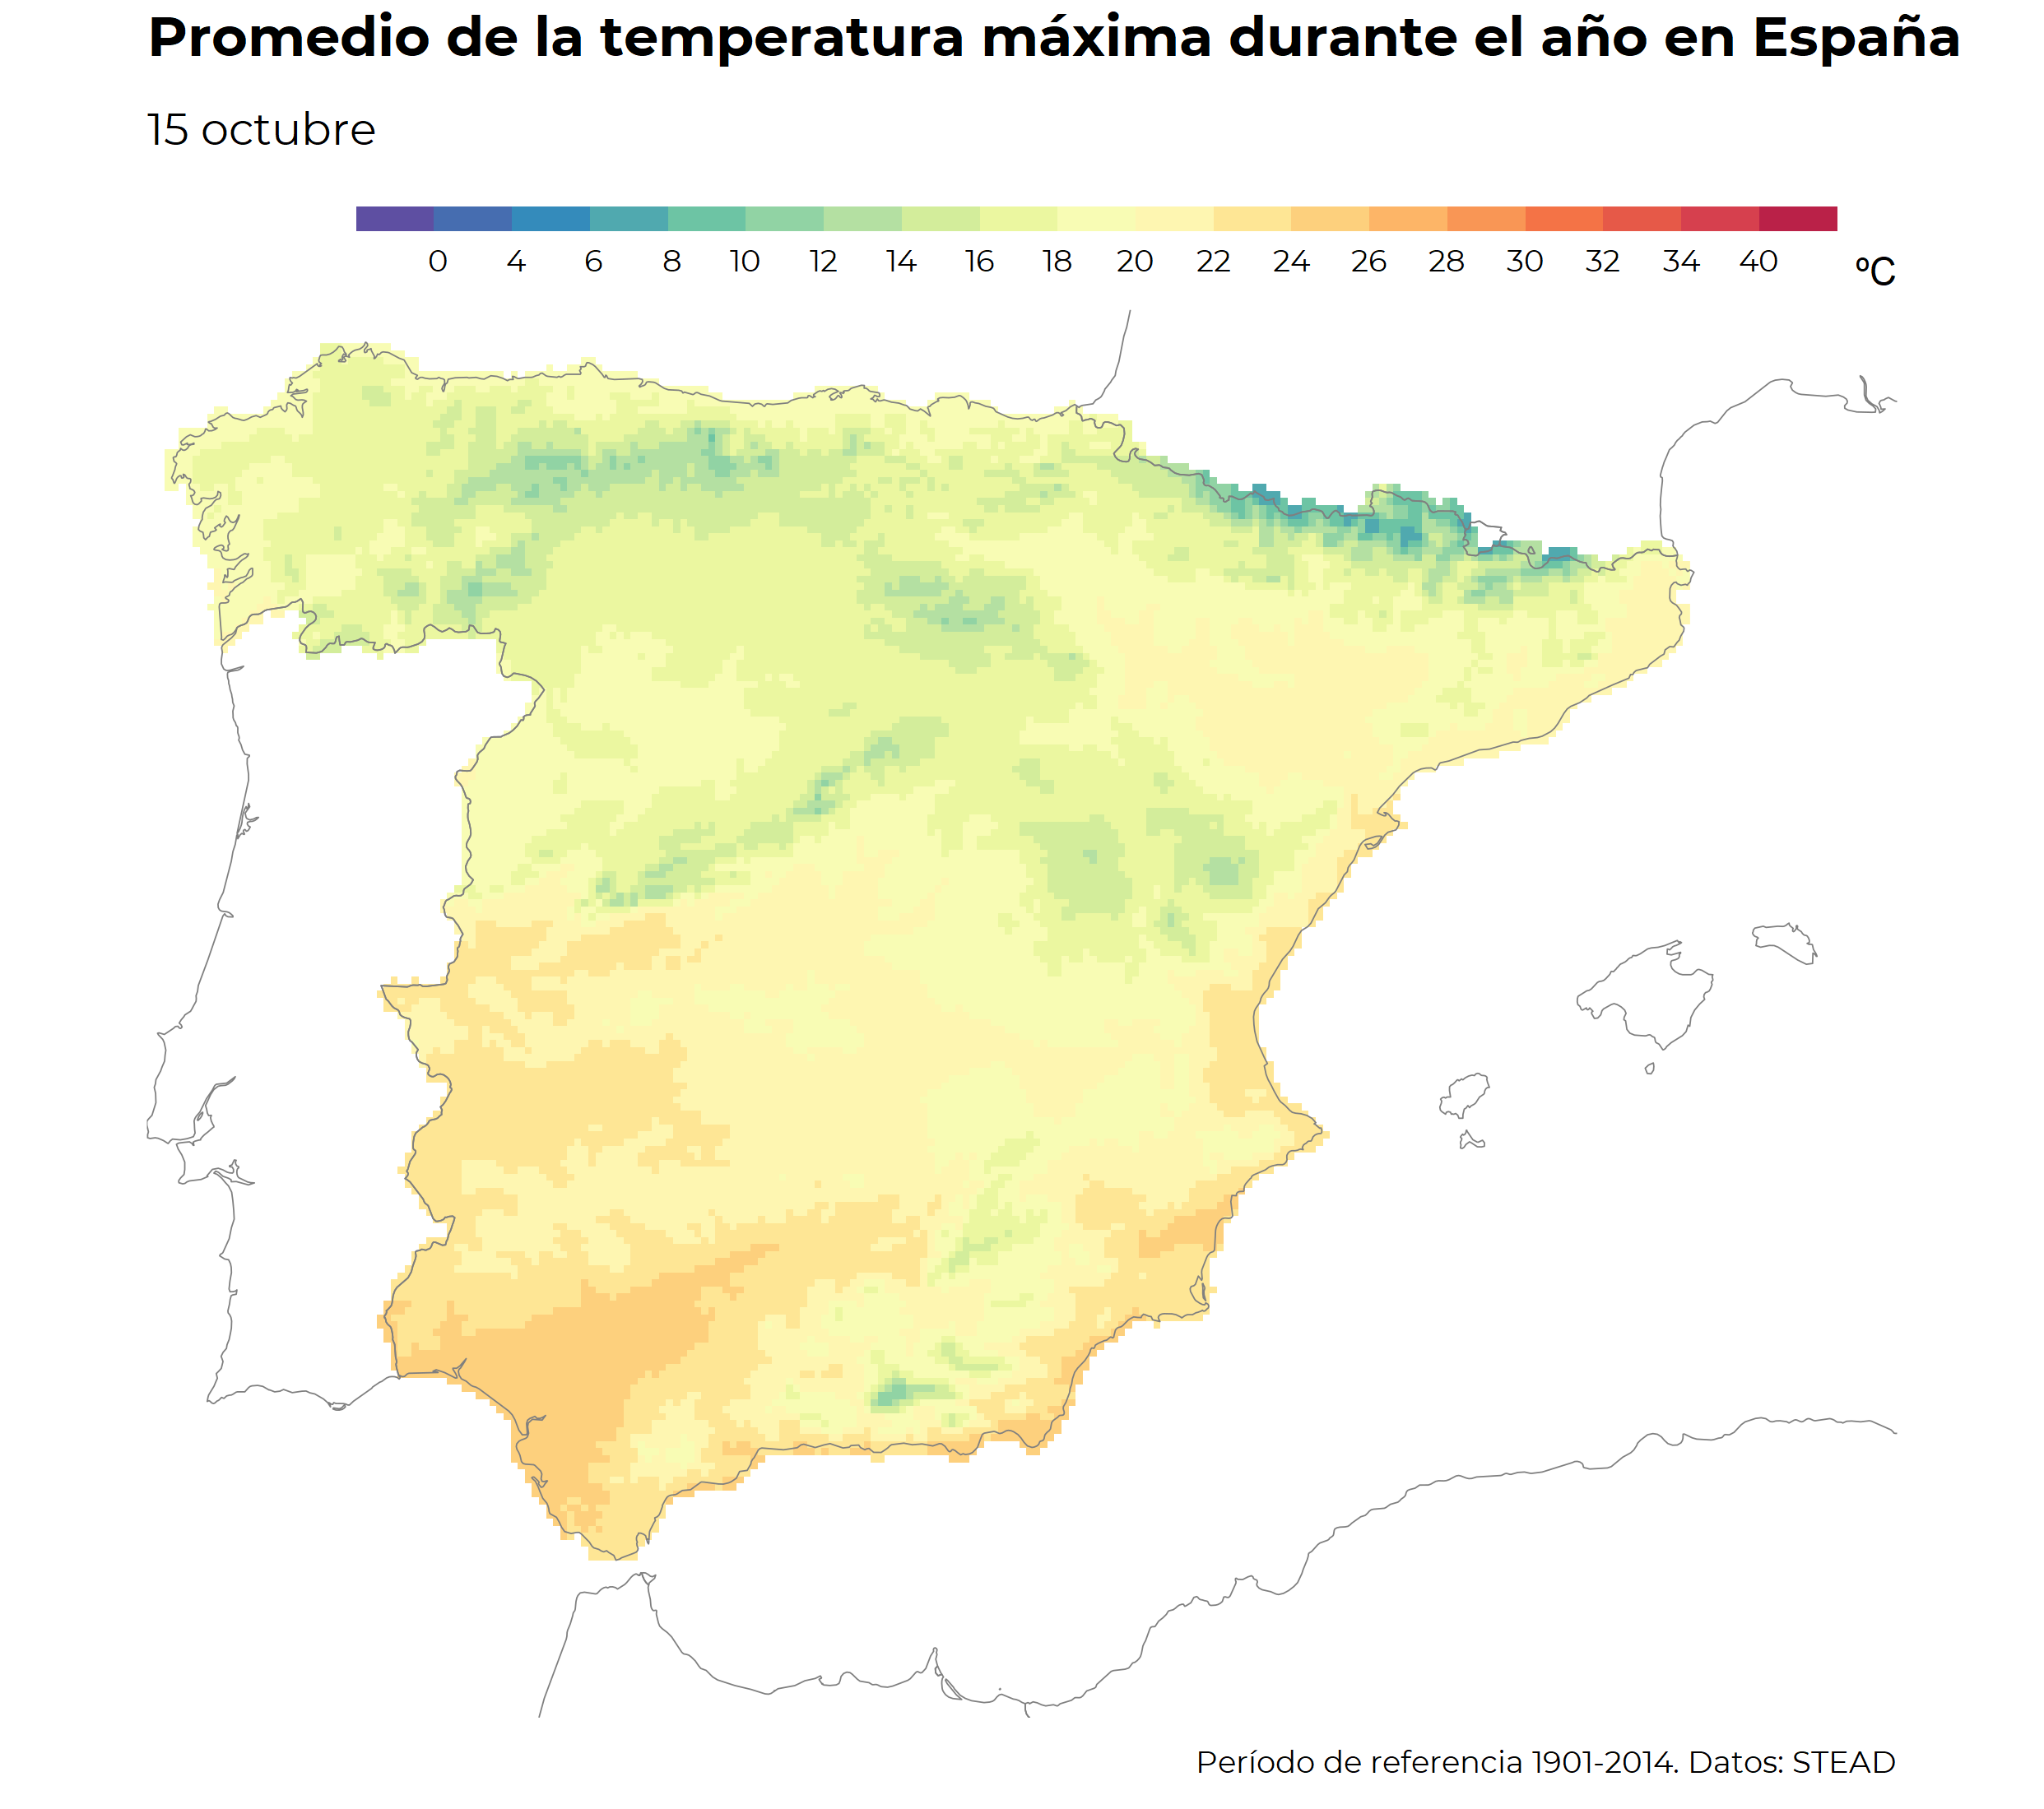 Promedio de la temperatura máxima durante el año en España
15 octubre
0 4 6 8 10 12 14 16 18 20 22 24 26 28 30 32 34 40 ºC
Período de referencia 1901-2014. Datos: STEAD